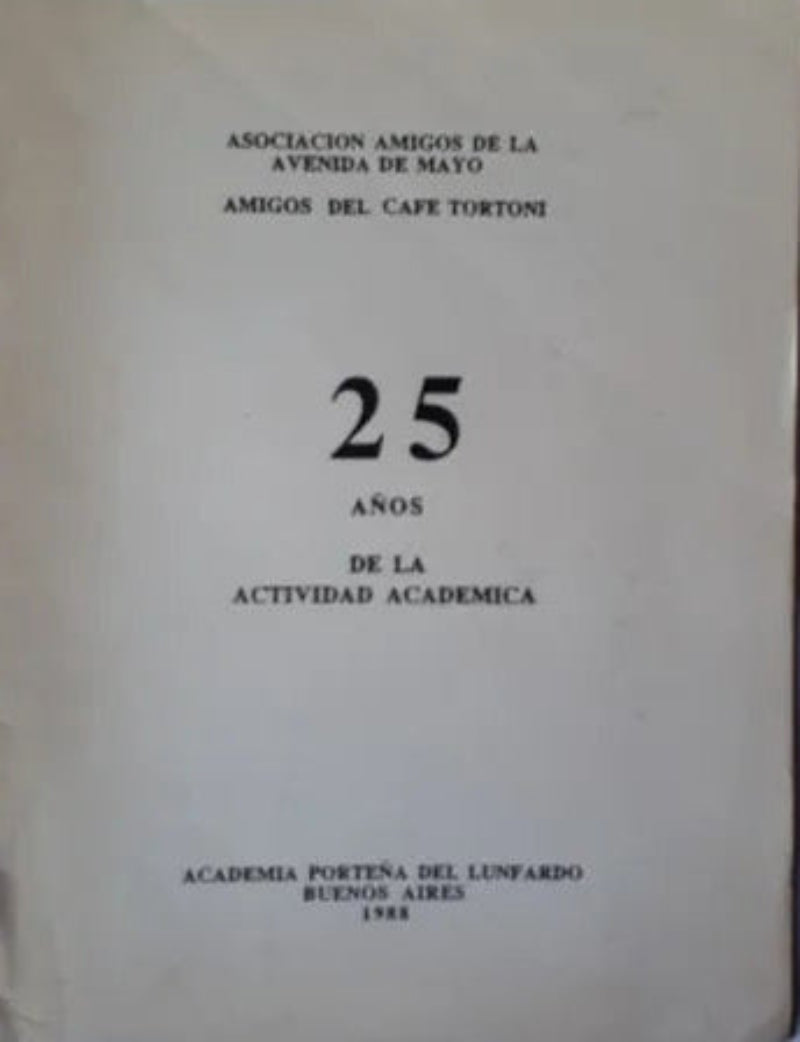 ASOCIACION AMIGOS DE LA
AVENIDA DE MAYO
AMIGOS DEL CAFE TORTONI
25
AÑOS
DE LA
ACTIVIDAD ACADEMICA
ACADEMIA PORTEÑA DEL LUNFARDO
BUENOS AIRES
1988